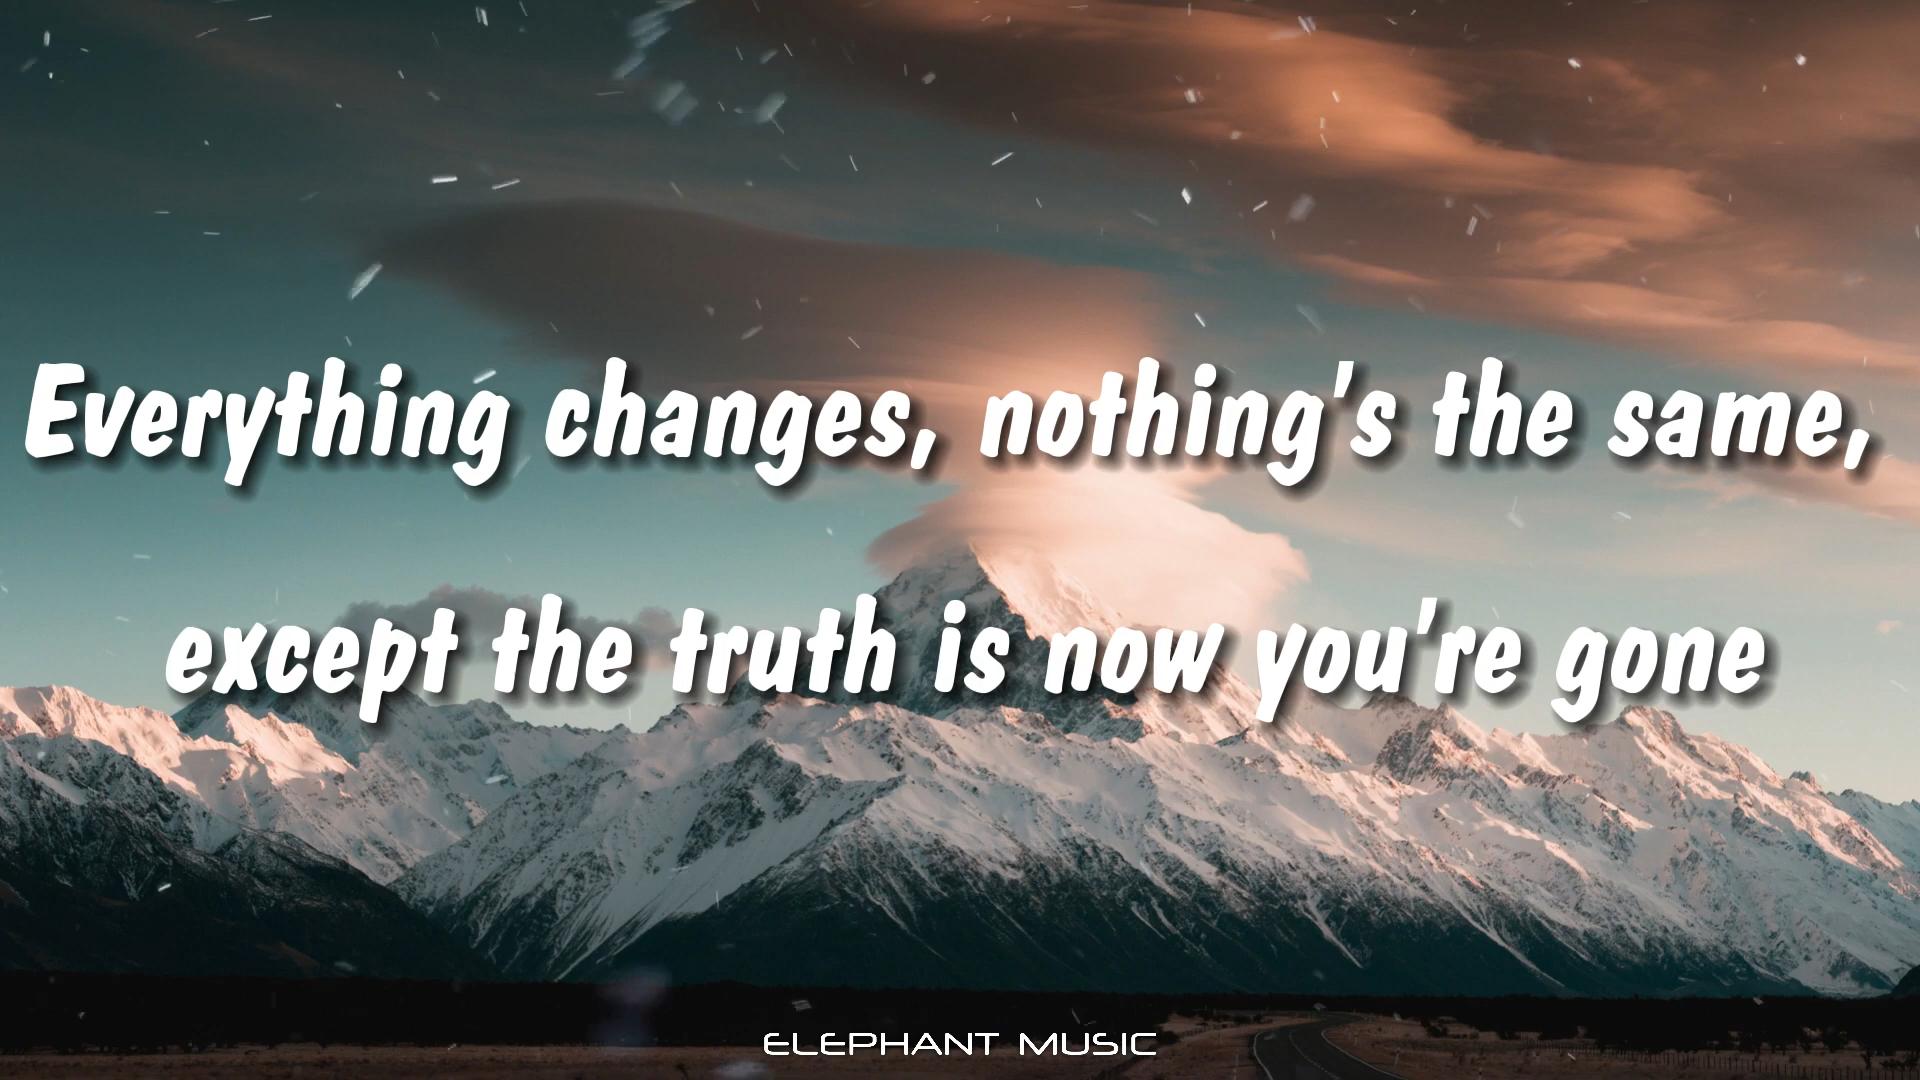 Everything changes, nothing's the same,
except the truth is now you're gone
ELEPHANT MUSIC